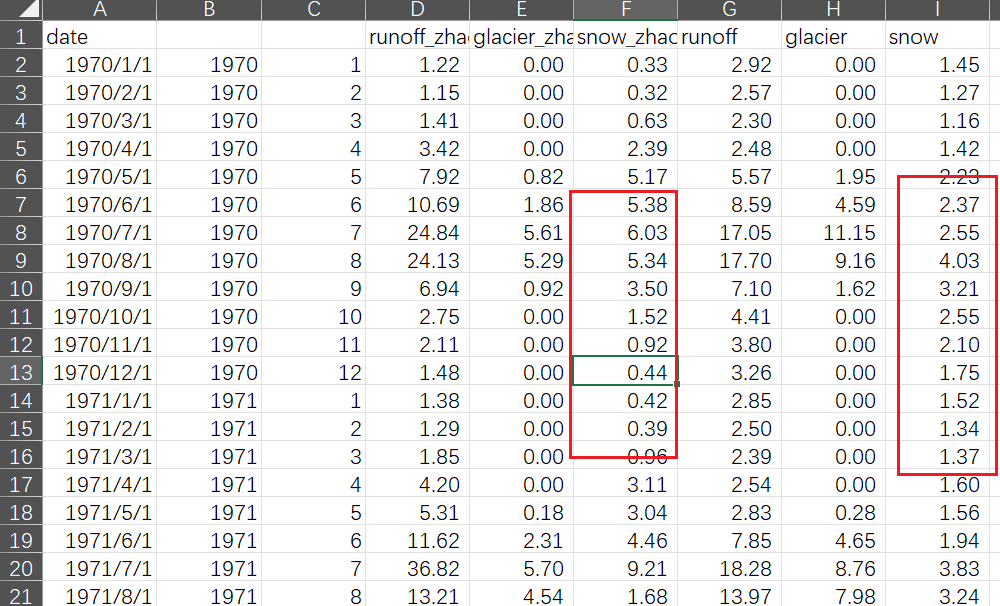 A B C D E F G H I
1 date runoff_zhac glacier_zha snow_zhac runoff glacier snow
2 1970/1/1 1970 1 1.22 0.00 0.33 2.92 0.00 1.45
3 1970/2/1 1970 2 1.15 0.00 0.32 2.57 0.00 1.27
4 1970/3/1 1970 3 1.41 0.00 0.63 2.30 0.00 1.16
5 1970/4/1 1970 4 3.42 0.00 2.39 2.48 0.00 1.42
6 1970/5/1 1970 5 7.92 0.82 5.17 5.57 1.95 2.23
7 1970/6/1 1970 6 10.69 1.86 5.38 8.59 4.59 2.37
8 1970/7/1 1970 7 24.84 5.61 6.03 17.05 11.15 2.55
9 1970/8/1 1970 8 24.13 5.29 5.34 17.70 9.16 4.03
10 1970/9/1 1970 9 6.94 0.92 3.50 7.10 1.62 3.21
11 1970/10/1 1970 10 2.75 0.00 1.52 4.41 0.00 2.55
12 1970/11/1 1970 11 2.11 0.00 0.92 3.80 0.00 2.10
13 1970/12/1 1970 12 1.48 0.00 0.44 3.26 0.00 1.75
14 1971/1/1 1971 1 1.38 0.00 0.42 2.85 0.00 1.52
15 1971/2/1 1971 2 1.29 0.00 0.39 2.50 0.00 1.34
16 1971/3/1 1971 3 1.85 0.00 0.96 2.39 0.00 1.37
17 1971/4/1 1971 4 4.20 0.00 3.11 2.54 0.00 1.60
18 1971/5/1 1971 5 5.31 0.18 3.04 2.83 0.28 1.56
19 1971/6/1 1971 6 11.62 2.31 4.46 7.85 4.65 1.94
20 1971/7/1 1971 7 36.82 5.70 9.21 18.28 8.76 3.83
21 1971/8/1 1971 8 13.21 4.54 1.68 13.97 7.98 3.24